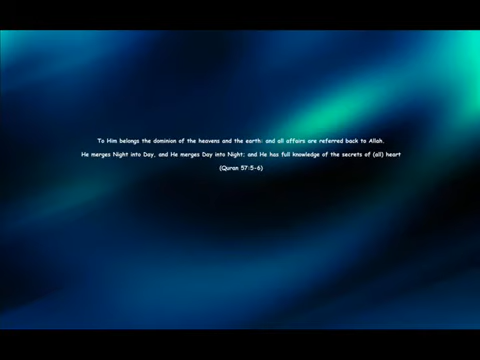 To Him belongs the dominion of the heavens and the earth: and all affairs are referred back to Allah.
He merges Night into Day, and He merges Day into Night; and He has full knowledge of the secrets of (all) heart
(Quran 57:5-6)